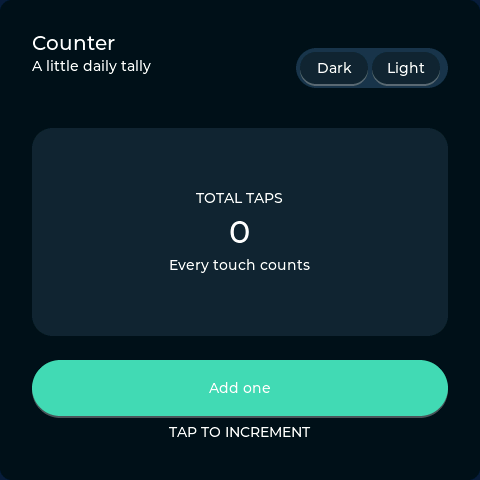 Counter
A little daily tally
Dark
Light
TOTAL TAPS
0
Every touch counts
Add one
TAP TO INCREMENT